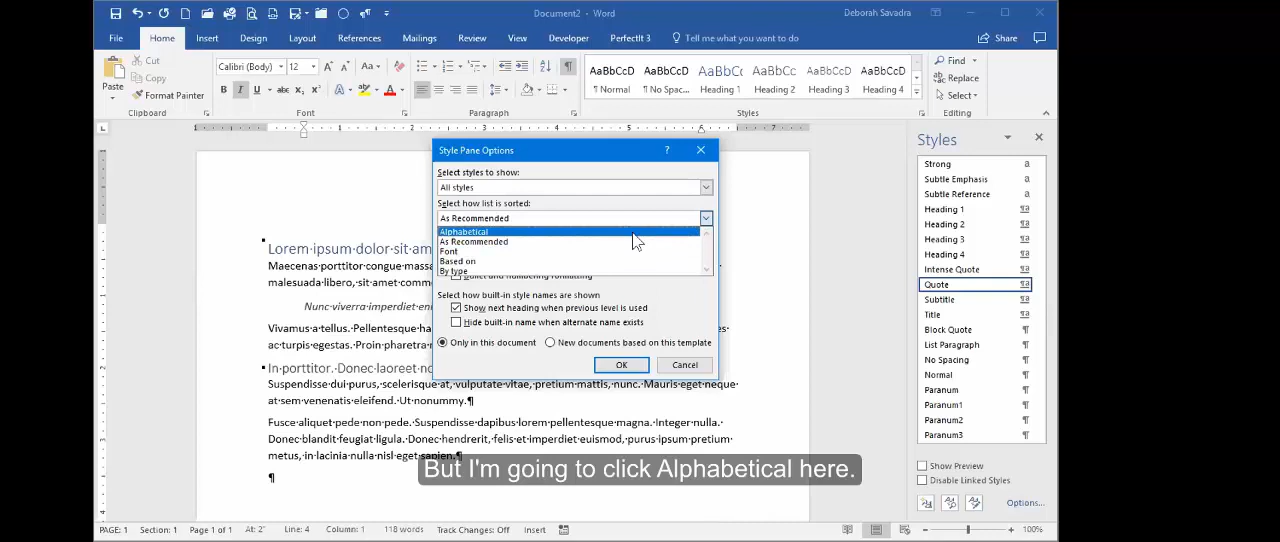 Document2 - Word
Deborah Savadra
File Home Insert Design Layout References Mailings Review View Developer PerfectIt 3 Tell me what you want to do Share
Paste
Cut
Copy
Format Painter
Clipboard
Calibri (Body) 12
Aa
B I U abc x₂ x²
Font
Paragraph
AaBbCcD AaBbCcD AaBbCc AaBbCcD AaBbCcD AaBbCcD
¶ Normal ¶ No Spac... Heading 1 Heading 2 Heading 3 Heading 4
Styles
Find
Replace
Select
Editing
Style Pane Options
Select styles to show:
All styles
Select how list is sorted:
As Recommended
Alphabetical
As Recommended
Font
Based on
By type
Bullet and numbering formatting
Select how built-in style names are shown
Show next heading when previous level is used
Hide built-in name when alternate name exists
Only in this document New documents based on this template
OK Cancel
Lorem·ipsum·dolor·sit·am
Maecenas·porttitor·congue·massa
malesuada·libero,·sit·amet·comm
Nunc·viverra·imperdiet·e
Vivamus·a·tellus.·Pellentesque·ha
ac·turpis·egestas.·Proin·pharetra·
In·porttitor.·Donec·laoreet·no
Suspendisse·dui·purus,·scelerisque·at,·vulputate·vitae,·pretium·mattis,·nunc.·Mauris·eget·neque·
at·sem·venenatis·eleifend.·Ut·nonummy.¶
Fusce·aliquet·pede·non·pede.·Suspendisse·dapibus·lorem·pellentesque·magna.·Integer·nulla.·
Donec·blandit·feugiat·ligula.·Donec·hendrerit,·felis·et·imperdiet·euismod,·purus·ipsum·pretium·
metus,·in·lacinia·nulla·nisl·eget·sapien.¶
¶
But I'm going to click Alphabetical here.
Styles
Strong a
Subtle Emphasis a
Subtle Reference a
Heading 1 ¶a
Heading 2 ¶a
Heading 3 ¶a
Heading 4 ¶a
Intense Quote ¶a
Quote ¶a
Subtitle ¶a
Title ¶a
Block Quote ¶
List Paragraph ¶
No Spacing ¶
Normal ¶
Paranum ¶
Paranum1 ¶
Paranum2 ¶
Paranum3 ¶
Show Preview
Disable Linked Styles
Options...
PAGE: 1 Section: 1 Page 1 of 1 At: 2" Line: 4 Column: 1 118 words Track Changes: Off Insert 100%